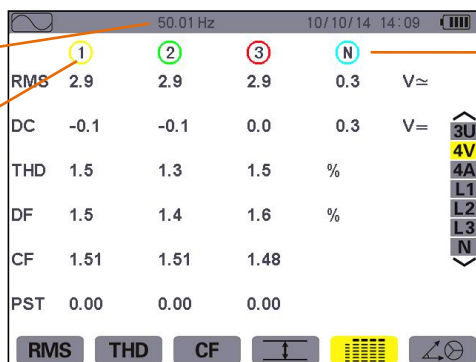 50.01 Hz 10/10/14 14:09
1 2 3 N
RMS 2.9 2.9 2.9 0.3 V≃
DC -0.1 -0.1 0.0 0.3 V=
THD 1.5 1.3 1.5 %
DF 1.5 1.4 1.6 %
CF 1.51 1.51 1.48
PST 0.00 0.00 0.00
3U
4V
4A
L1
L2
L3
N
RMS THD CF